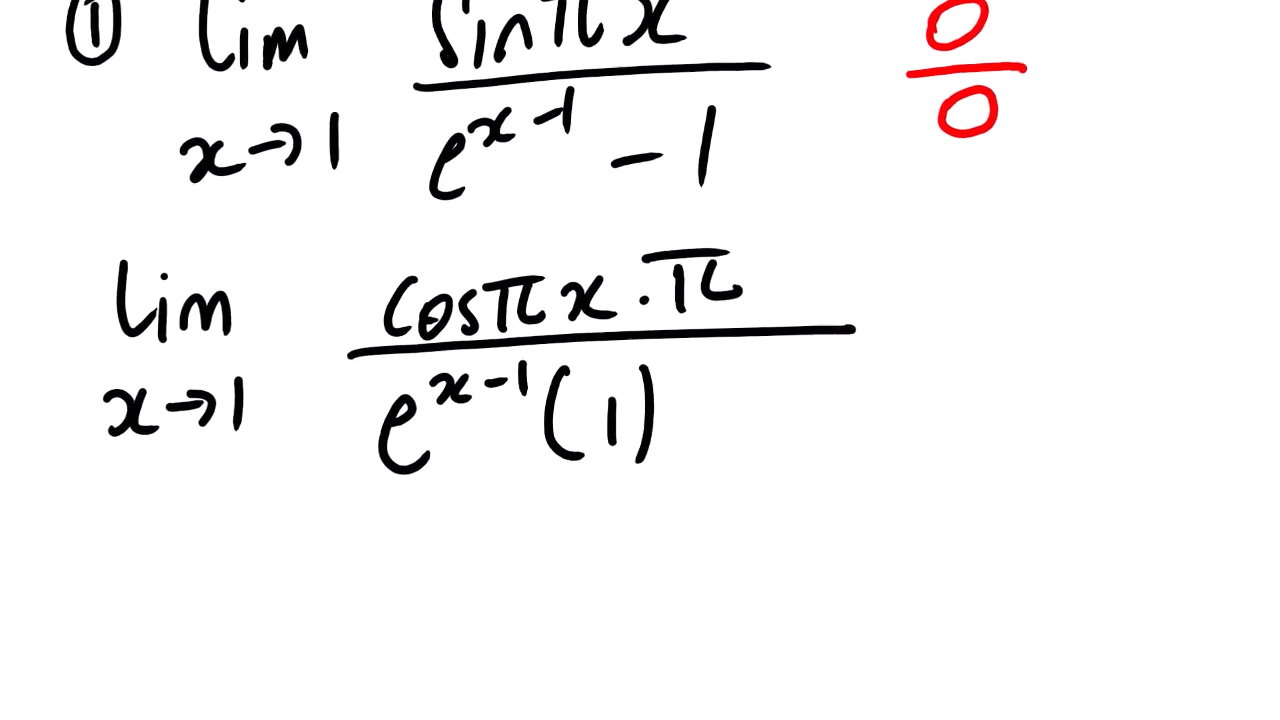 ① lim sinπx 0
x→1 e^{x-1} - 1 0
lim cosπx · π
x→1 e^{x-1}(1)